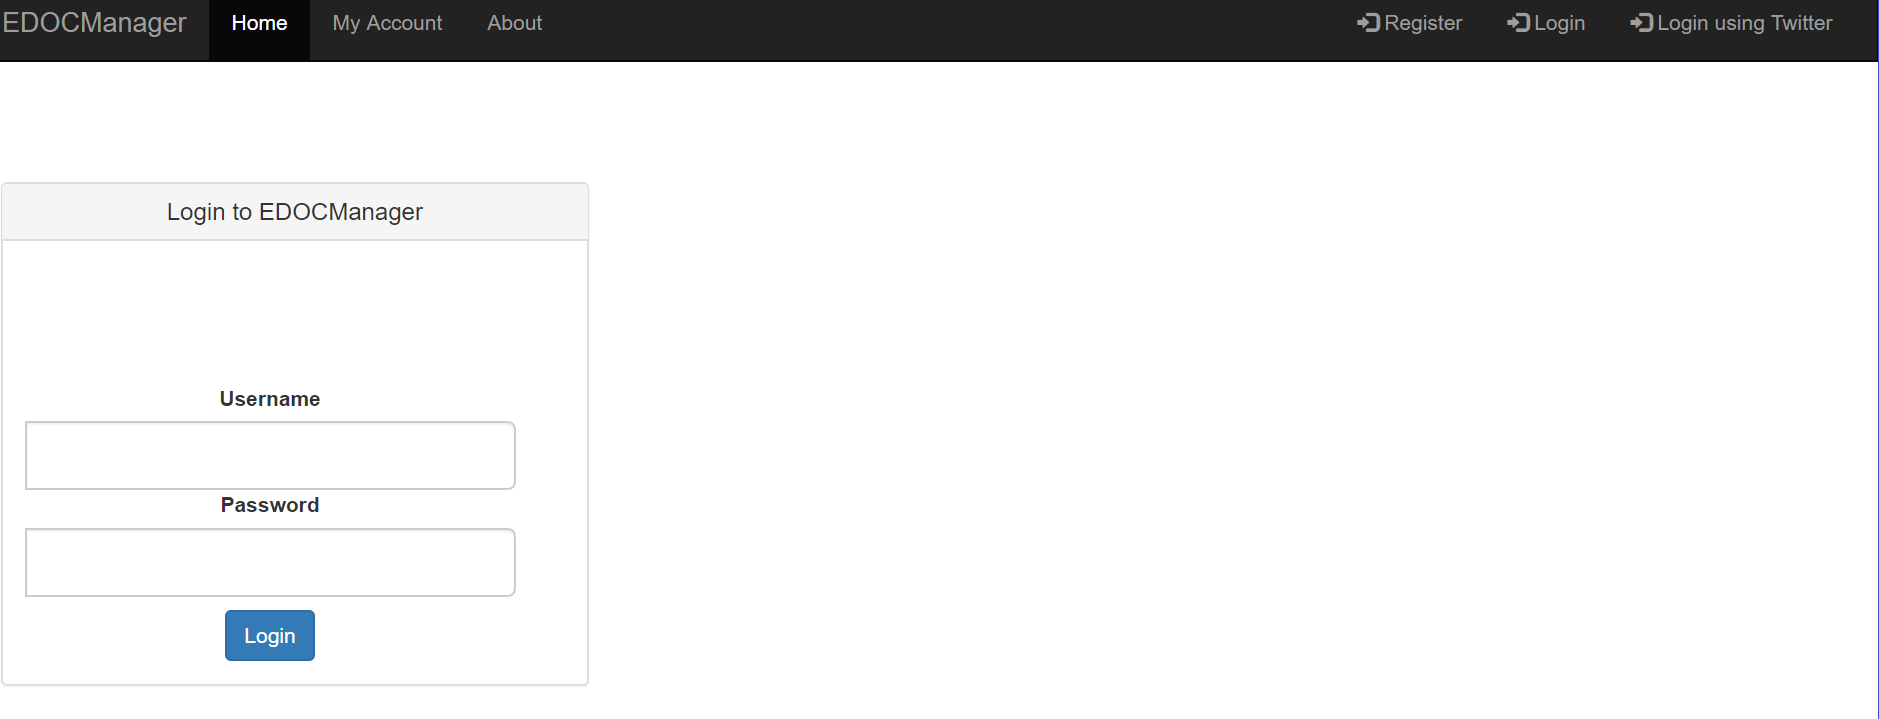 EDOCManager Home My Account About Register Login Login using Twitter
Login to EDOCManager
Username
Password
Login